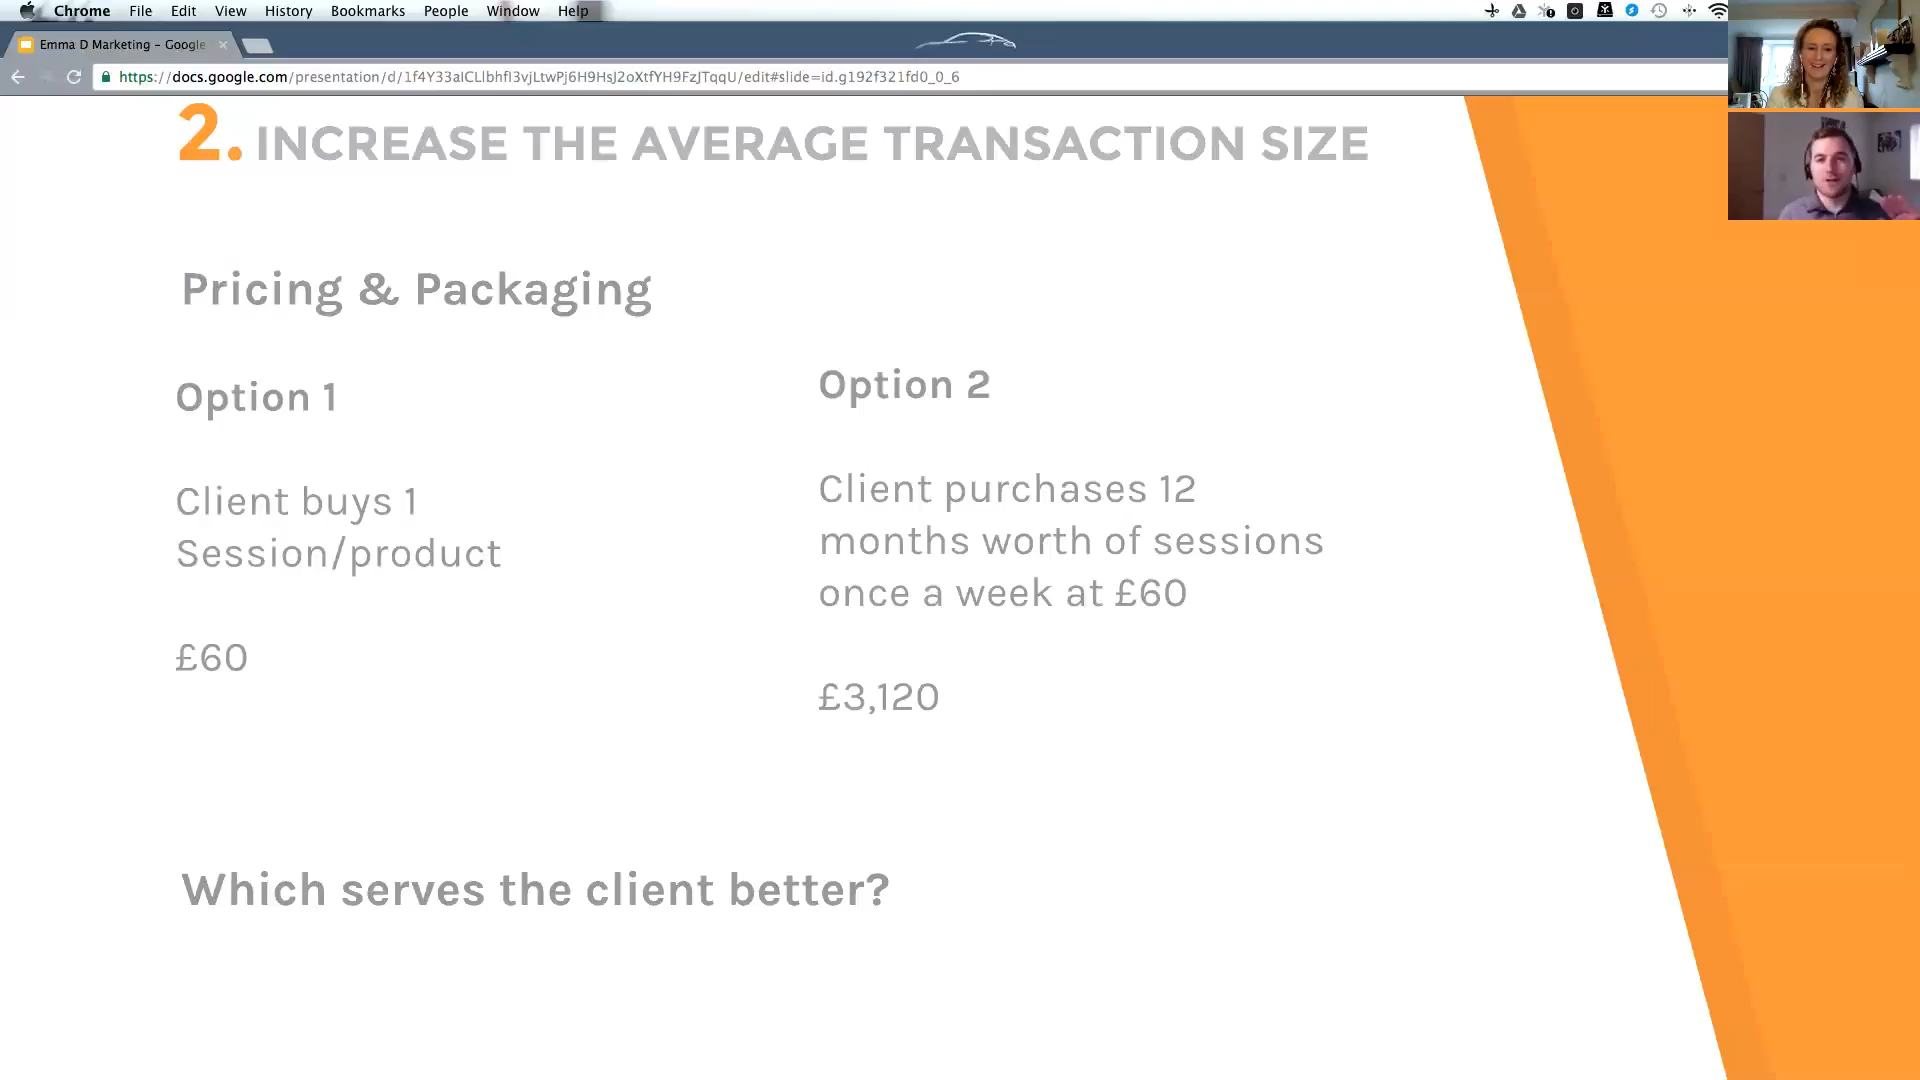 Chrome File Edit View History Bookmarks People Window Help
Emma D Marketing – Google
https://docs.google.com/presentation/d/1f4Y33aICLlbhfI3vjLtwPj6H9HsJ2oXtfYH9FzJTqqU/edit#slide=id.g192f321fd0_0_6
2. INCREASE THE AVERAGE TRANSACTION SIZE
Pricing & Packaging
Option 1
Client buys 1
Session/product
£60
Option 2
Client purchases 12
months worth of sessions
once a week at £60
£3,120
Which serves the client better?